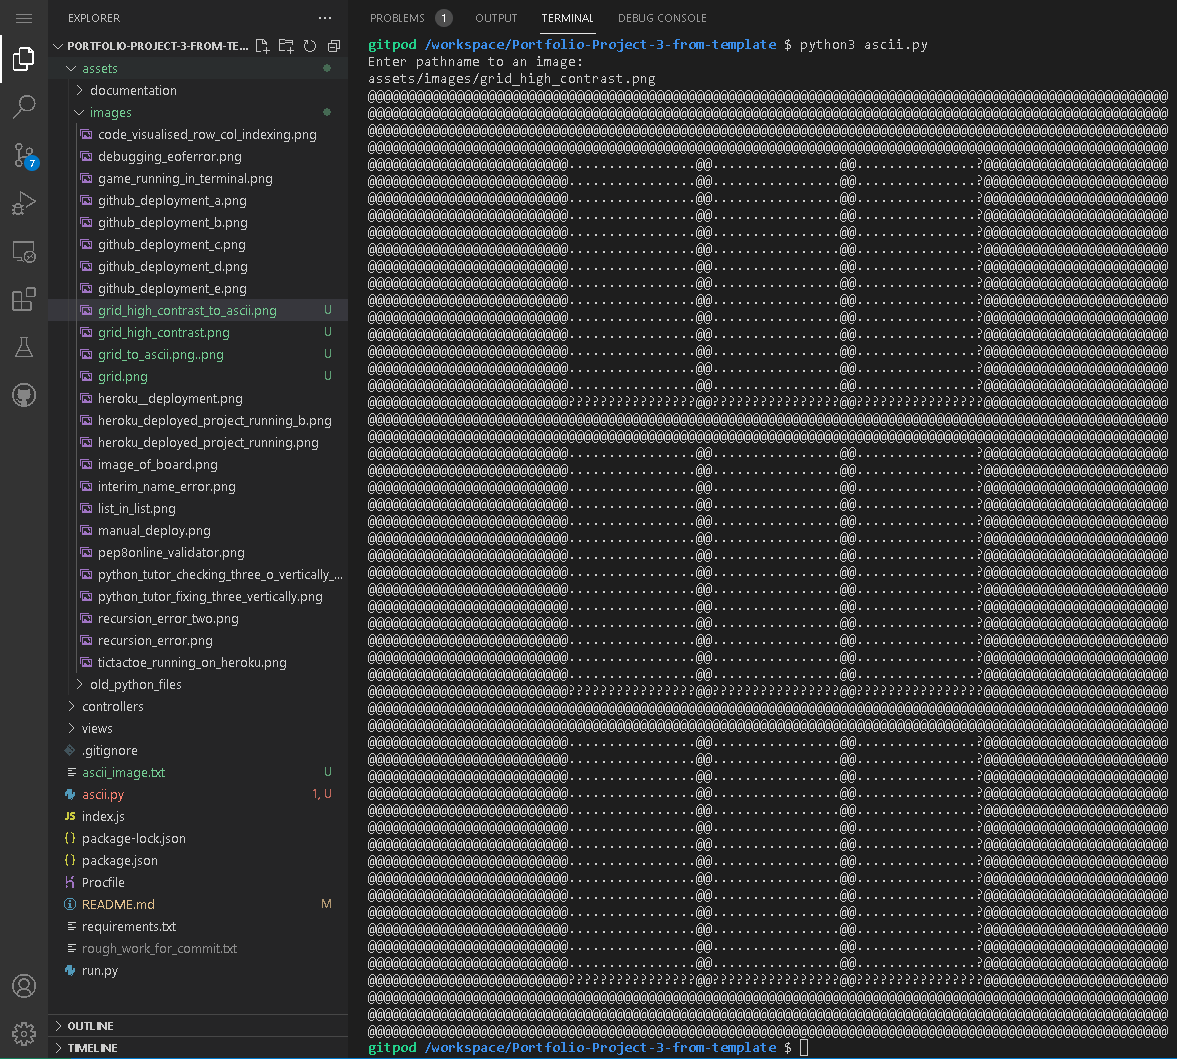 EXPLORER
PORTFOLIO-PROJECT-3-FROM-TE...
assets
documentation
images
code_visualised_row_col_indexing.png
debugging_eoferror.png
game_running_in_terminal.png
github_deployment_a.png
github_deployment_b.png
github_deployment_c.png
github_deployment_d.png
github_deployment_e.png
grid_high_contrast_to_ascii.png U
grid_high_contrast.png U
grid_to_ascii.png..png U
grid.png U
heroku__deployment.png
heroku_deployed_project_running_b.png
heroku_deployed_project_running.png
image_of_board.png
interim_name_error.png
list_in_list.png
manual_deploy.png
pep8online_validator.png
python_tutor_checking_three_o_vertically_...
python_tutor_fixing_three_vertically.png
recursion_error_two.png
recursion_error.png
tictactoe_running_on_heroku.png
old_python_files
controllers
views
.gitignore
ascii_image.txt U
ascii.py 1, U
JS index.js
{} package-lock.json
{} package.json
Procfile
README.md M
requirements.txt
rough_work_for_commit.txt
run.py
OUTLINE
TIMELINE
7
PROBLEMS 1 OUTPUT TERMINAL DEBUG CONSOLE
gitpod /workspace/Portfolio-Project-3-from-template $ python3 ascii.py
Enter pathname to an image:
assets/images/grid_high_contrast.png
@@@@@@@@@@@@@@@@@@@@@@@@@@@@@@@@@@@@@@@@@@@@@@@@@@@@@@@@@@@@@@@@@@@@@@@@@@@@@@@@@@@@@@@@@@@@@@@@@@@@
@@@@@@@@@@@@@@@@@@@@@@@@@@@@@@@@@@@@@@@@@@@@@@@@@@@@@@@@@@@@@@@@@@@@@@@@@@@@@@@@@@@@@@@@@@@@@@@@@@@@
@@@@@@@@@@@@@@@@@@@@@@@@@@@@@@@@@@@@@@@@@@@@@@@@@@@@@@@@@@@@@@@@@@@@@@@@@@@@@@@@@@@@@@@@@@@@@@@@@@@@
@@@@@@@@@@@@@@@@@@@@@@@@@@@@@@@@@@@@@@@@@@@@@@@@@@@@@@@@@@@@@@@@@@@@@@@@@@@@@@@@@@@@@@@@@@@@@@@@@@@@
@@@@@@@@@@@@@@@@@@@@@@@@@................@@................@@...............?@@@@@@@@@@@@@@@@@@@@@@@
@@@@@@@@@@@@@@@@@@@@@@@@@................@@................@@...............?@@@@@@@@@@@@@@@@@@@@@@@
@@@@@@@@@@@@@@@@@@@@@@@@@................@@................@@...............?@@@@@@@@@@@@@@@@@@@@@@@
@@@@@@@@@@@@@@@@@@@@@@@@@................@@................@@...............?@@@@@@@@@@@@@@@@@@@@@@@
@@@@@@@@@@@@@@@@@@@@@@@@@................@@................@@...............?@@@@@@@@@@@@@@@@@@@@@@@
@@@@@@@@@@@@@@@@@@@@@@@@@................@@................@@...............?@@@@@@@@@@@@@@@@@@@@@@@
@@@@@@@@@@@@@@@@@@@@@@@@@................@@................@@...............?@@@@@@@@@@@@@@@@@@@@@@@
@@@@@@@@@@@@@@@@@@@@@@@@@................@@................@@...............?@@@@@@@@@@@@@@@@@@@@@@@
@@@@@@@@@@@@@@@@@@@@@@@@@................@@................@@...............?@@@@@@@@@@@@@@@@@@@@@@@
@@@@@@@@@@@@@@@@@@@@@@@@@................@@................@@...............?@@@@@@@@@@@@@@@@@@@@@@@
@@@@@@@@@@@@@@@@@@@@@@@@@................@@................@@...............?@@@@@@@@@@@@@@@@@@@@@@@
@@@@@@@@@@@@@@@@@@@@@@@@@................@@................@@...............?@@@@@@@@@@@@@@@@@@@@@@@
@@@@@@@@@@@@@@@@@@@@@@@@@................@@................@@...............?@@@@@@@@@@@@@@@@@@@@@@@
@@@@@@@@@@@@@@@@@@@@@@@@@................@@................@@...............?@@@@@@@@@@@@@@@@@@@@@@@
@@@@@@@@@@@@@@@@@@@@@@@@@????????????????@@????????????????@@????????????????@@@@@@@@@@@@@@@@@@@@@@@
@@@@@@@@@@@@@@@@@@@@@@@@@@@@@@@@@@@@@@@@@@@@@@@@@@@@@@@@@@@@@@@@@@@@@@@@@@@@@@@@@@@@@@@@@@@@@@@@@@@@
@@@@@@@@@@@@@@@@@@@@@@@@@@@@@@@@@@@@@@@@@@@@@@@@@@@@@@@@@@@@@@@@@@@@@@@@@@@@@@@@@@@@@@@@@@@@@@@@@@@@
@@@@@@@@@@@@@@@@@@@@@@@@@................@@................@@...............?@@@@@@@@@@@@@@@@@@@@@@@
@@@@@@@@@@@@@@@@@@@@@@@@@................@@................@@...............?@@@@@@@@@@@@@@@@@@@@@@@
@@@@@@@@@@@@@@@@@@@@@@@@@................@@................@@...............?@@@@@@@@@@@@@@@@@@@@@@@
@@@@@@@@@@@@@@@@@@@@@@@@@................@@................@@...............?@@@@@@@@@@@@@@@@@@@@@@@
@@@@@@@@@@@@@@@@@@@@@@@@@................@@................@@...............?@@@@@@@@@@@@@@@@@@@@@@@
@@@@@@@@@@@@@@@@@@@@@@@@@................@@................@@...............?@@@@@@@@@@@@@@@@@@@@@@@
@@@@@@@@@@@@@@@@@@@@@@@@@................@@................@@...............?@@@@@@@@@@@@@@@@@@@@@@@
@@@@@@@@@@@@@@@@@@@@@@@@@................@@................@@...............?@@@@@@@@@@@@@@@@@@@@@@@
@@@@@@@@@@@@@@@@@@@@@@@@@................@@................@@...............?@@@@@@@@@@@@@@@@@@@@@@@
@@@@@@@@@@@@@@@@@@@@@@@@@................@@................@@...............?@@@@@@@@@@@@@@@@@@@@@@@
@@@@@@@@@@@@@@@@@@@@@@@@@................@@................@@...............?@@@@@@@@@@@@@@@@@@@@@@@
@@@@@@@@@@@@@@@@@@@@@@@@@................@@................@@...............?@@@@@@@@@@@@@@@@@@@@@@@
@@@@@@@@@@@@@@@@@@@@@@@@@................@@................@@...............?@@@@@@@@@@@@@@@@@@@@@@@
@@@@@@@@@@@@@@@@@@@@@@@@@................@@................@@...............?@@@@@@@@@@@@@@@@@@@@@@@
@@@@@@@@@@@@@@@@@@@@@@@@@????????????????@@????????????????@@????????????????@@@@@@@@@@@@@@@@@@@@@@@
@@@@@@@@@@@@@@@@@@@@@@@@@@@@@@@@@@@@@@@@@@@@@@@@@@@@@@@@@@@@@@@@@@@@@@@@@@@@@@@@@@@@@@@@@@@@@@@@@@@@
@@@@@@@@@@@@@@@@@@@@@@@@@@@@@@@@@@@@@@@@@@@@@@@@@@@@@@@@@@@@@@@@@@@@@@@@@@@@@@@@@@@@@@@@@@@@@@@@@@@@
@@@@@@@@@@@@@@@@@@@@@@@@@................@@................@@...............?@@@@@@@@@@@@@@@@@@@@@@@
@@@@@@@@@@@@@@@@@@@@@@@@@................@@................@@...............?@@@@@@@@@@@@@@@@@@@@@@@
@@@@@@@@@@@@@@@@@@@@@@@@@................@@................@@...............?@@@@@@@@@@@@@@@@@@@@@@@
@@@@@@@@@@@@@@@@@@@@@@@@@................@@................@@...............?@@@@@@@@@@@@@@@@@@@@@@@
@@@@@@@@@@@@@@@@@@@@@@@@@................@@................@@...............?@@@@@@@@@@@@@@@@@@@@@@@
@@@@@@@@@@@@@@@@@@@@@@@@@................@@................@@...............?@@@@@@@@@@@@@@@@@@@@@@@
@@@@@@@@@@@@@@@@@@@@@@@@@................@@................@@...............?@@@@@@@@@@@@@@@@@@@@@@@
@@@@@@@@@@@@@@@@@@@@@@@@@................@@................@@...............?@@@@@@@@@@@@@@@@@@@@@@@
@@@@@@@@@@@@@@@@@@@@@@@@@................@@................@@...............?@@@@@@@@@@@@@@@@@@@@@@@
@@@@@@@@@@@@@@@@@@@@@@@@@................@@................@@...............?@@@@@@@@@@@@@@@@@@@@@@@
@@@@@@@@@@@@@@@@@@@@@@@@@................@@................@@...............?@@@@@@@@@@@@@@@@@@@@@@@
@@@@@@@@@@@@@@@@@@@@@@@@@................@@................@@...............?@@@@@@@@@@@@@@@@@@@@@@@
@@@@@@@@@@@@@@@@@@@@@@@@@................@@................@@...............?@@@@@@@@@@@@@@@@@@@@@@@
@@@@@@@@@@@@@@@@@@@@@@@@@................@@................@@...............?@@@@@@@@@@@@@@@@@@@@@@@
@@@@@@@@@@@@@@@@@@@@@@@@@????????????????@@????????????????@@????????????????@@@@@@@@@@@@@@@@@@@@@@@
@@@@@@@@@@@@@@@@@@@@@@@@@@@@@@@@@@@@@@@@@@@@@@@@@@@@@@@@@@@@@@@@@@@@@@@@@@@@@@@@@@@@@@@@@@@@@@@@@@@@
@@@@@@@@@@@@@@@@@@@@@@@@@@@@@@@@@@@@@@@@@@@@@@@@@@@@@@@@@@@@@@@@@@@@@@@@@@@@@@@@@@@@@@@@@@@@@@@@@@@@
@@@@@@@@@@@@@@@@@@@@@@@@@@@@@@@@@@@@@@@@@@@@@@@@@@@@@@@@@@@@@@@@@@@@@@@@@@@@@@@@@@@@@@@@@@@@@@@@@@@@
gitpod /workspace/Portfolio-Project-3-from-template $